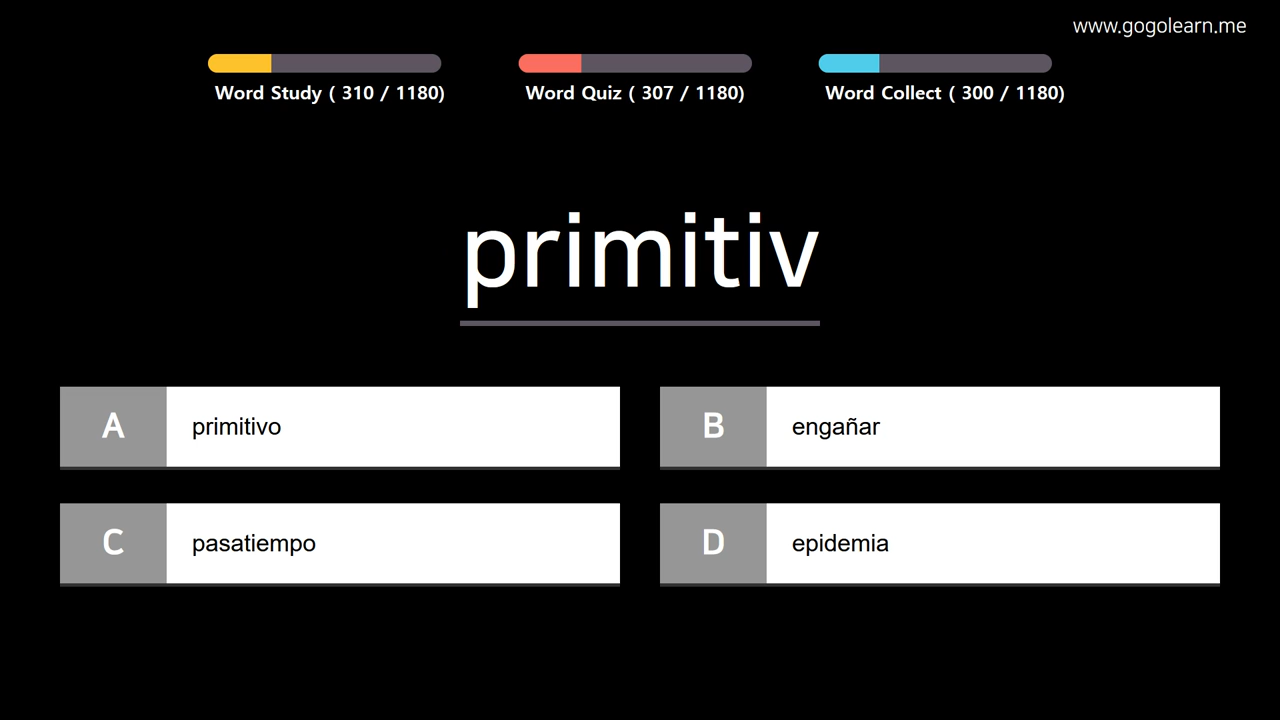 www.gogolearn.me
Word Study ( 310 / 1180)
Word Quiz ( 307 / 1180)
Word Collect ( 300 / 1180)
primitiv
A primitivo
B engañar
C pasatiempo
D epidemia